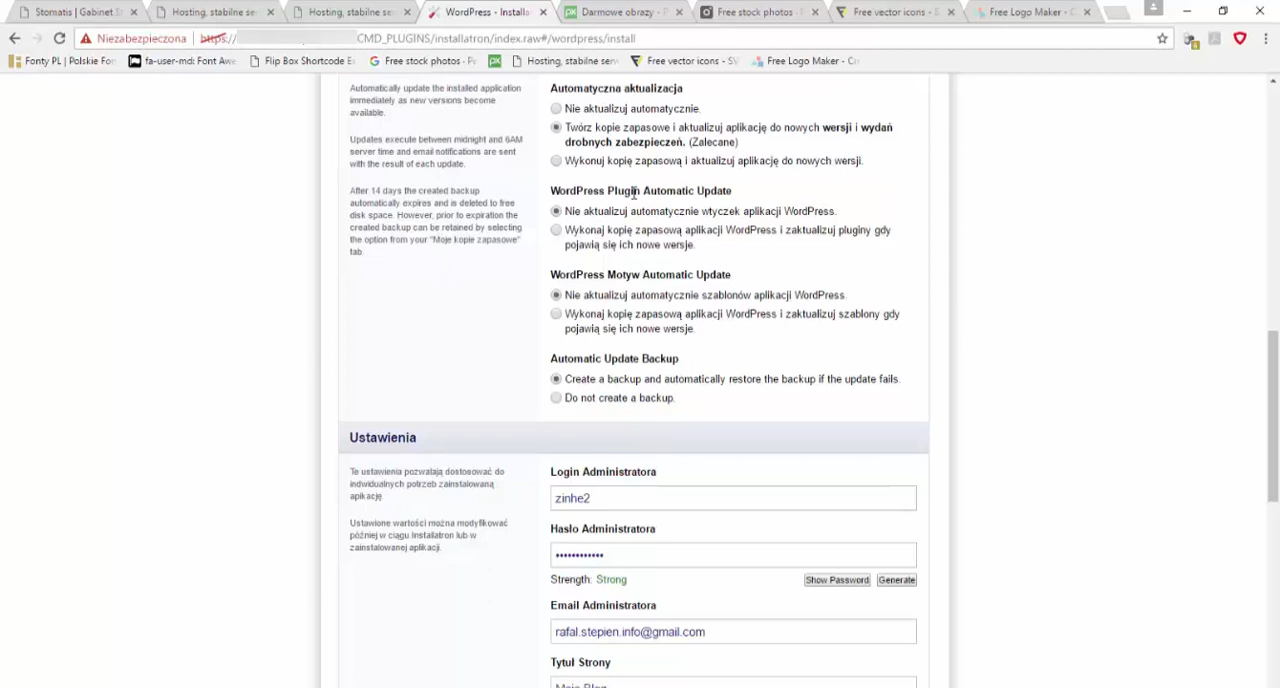 Stomatis | Gabinet S
Hosting, stabilne ser
Hosting, stabilne ser
WordPress - Installa
Darmowe obrazy - P
Free stock photos · P
Free vector icons - S
Free Logo Maker - C
Niezabezpieczona
https://
CMD_PLUGINS/installatron/index.raw#/wordpress/install
Fonty PL | Polskie Fon
fa-user-md: Font Awe
Flip Box Shortcode E
Free stock photos · P
Hosting, stabilne serw
Free vector icons - SV
Free Logo Maker - Cr
Automatically update the installed application
immediately as new versions become
available.
Updates execute between midnight and 6AM
server time and email notifications are sent
with the result of each update.
After 14 days the created backup
automatically expires and is deleted to free
disk space. However, prior to expiration the
created backup can be retained by selecting
the option from your "Moje kopie zapasowe"
tab.
Automatyczna aktualizacja
Nie aktualizuj automatycznie.
Twórz kopie zapasowe i aktualizuj aplikację do nowych wersji i wydań
drobnych zabezpieczeń. (Zalecane)
Wykonuj kopię zapasową i aktualizuj aplikację do nowych wersji.
WordPress Plugin Automatic Update
Nie aktualizuj automatycznie wtyczek aplikacji WordPress.
Wykonaj kopię zapasową aplikacji WordPress i zaktualizuj pluginy gdy
pojawią się ich nowe wersje.
WordPress Motyw Automatic Update
Nie aktualizuj automatycznie szablonów aplikacji WordPress.
Wykonaj kopię zapasową aplikacji WordPress i zaktualizuj szablony gdy
pojawią się ich nowe wersje.
Automatic Update Backup
Create a backup and automatically restore the backup if the update fails.
Do not create a backup.
Ustawienia
Te ustawienia pozwalają dostosować do
indwidualnych potrzeb zainstalowaną
apikację
Ustawione wartości można modyfikować
później w ciągu Installatron lub w
zainstalowanej aplikacji.
Login Administratora
zinhe2
Hasło Administratora
••••••••••••
Strength: Strong
Show Password
Generate
Email Administratora
rafal.stepien.info@gmail.com
Tytuł Strony
Moje Blog